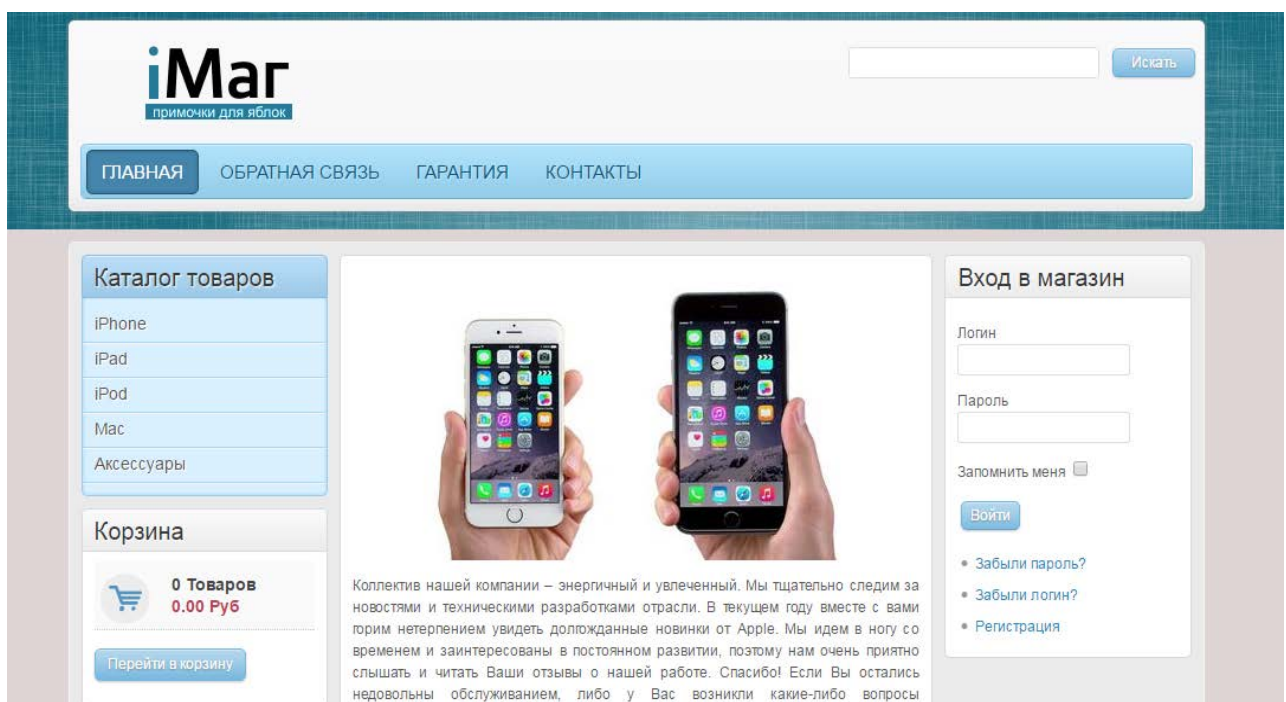 iMаг
примочки для яблок
Искать
ГЛАВНАЯ ОБРАТНАЯ СВЯЗЬ ГАРАНТИЯ КОНТАКТЫ
Каталог товаров
iPhone
iPad
iPod
Mac
Аксессуары
Корзина
0 Товаров
0.00 Руб
Перейти в корзину
Коллектив нашей компании – энергичный и увлеченный. Мы тщательно следим за
новостями и техническими разработками отрасли. В текущем году вместе с вами
горим нетерпением увидеть долгожданные новинки от Apple. Мы идем в ногу со
временем и заинтересованы в постоянном развитии, поэтому нам очень приятно
слышать и читать Ваши отзывы о нашей работе. Спасибо! Если Вы остались
недовольны обслуживанием, либо у Вас возникли какие-либо вопросы
Вход в магазин
Логин
Пароль
Запомнить меня
Войти
Забыли пароль?
Забыли логин?
Регистрация